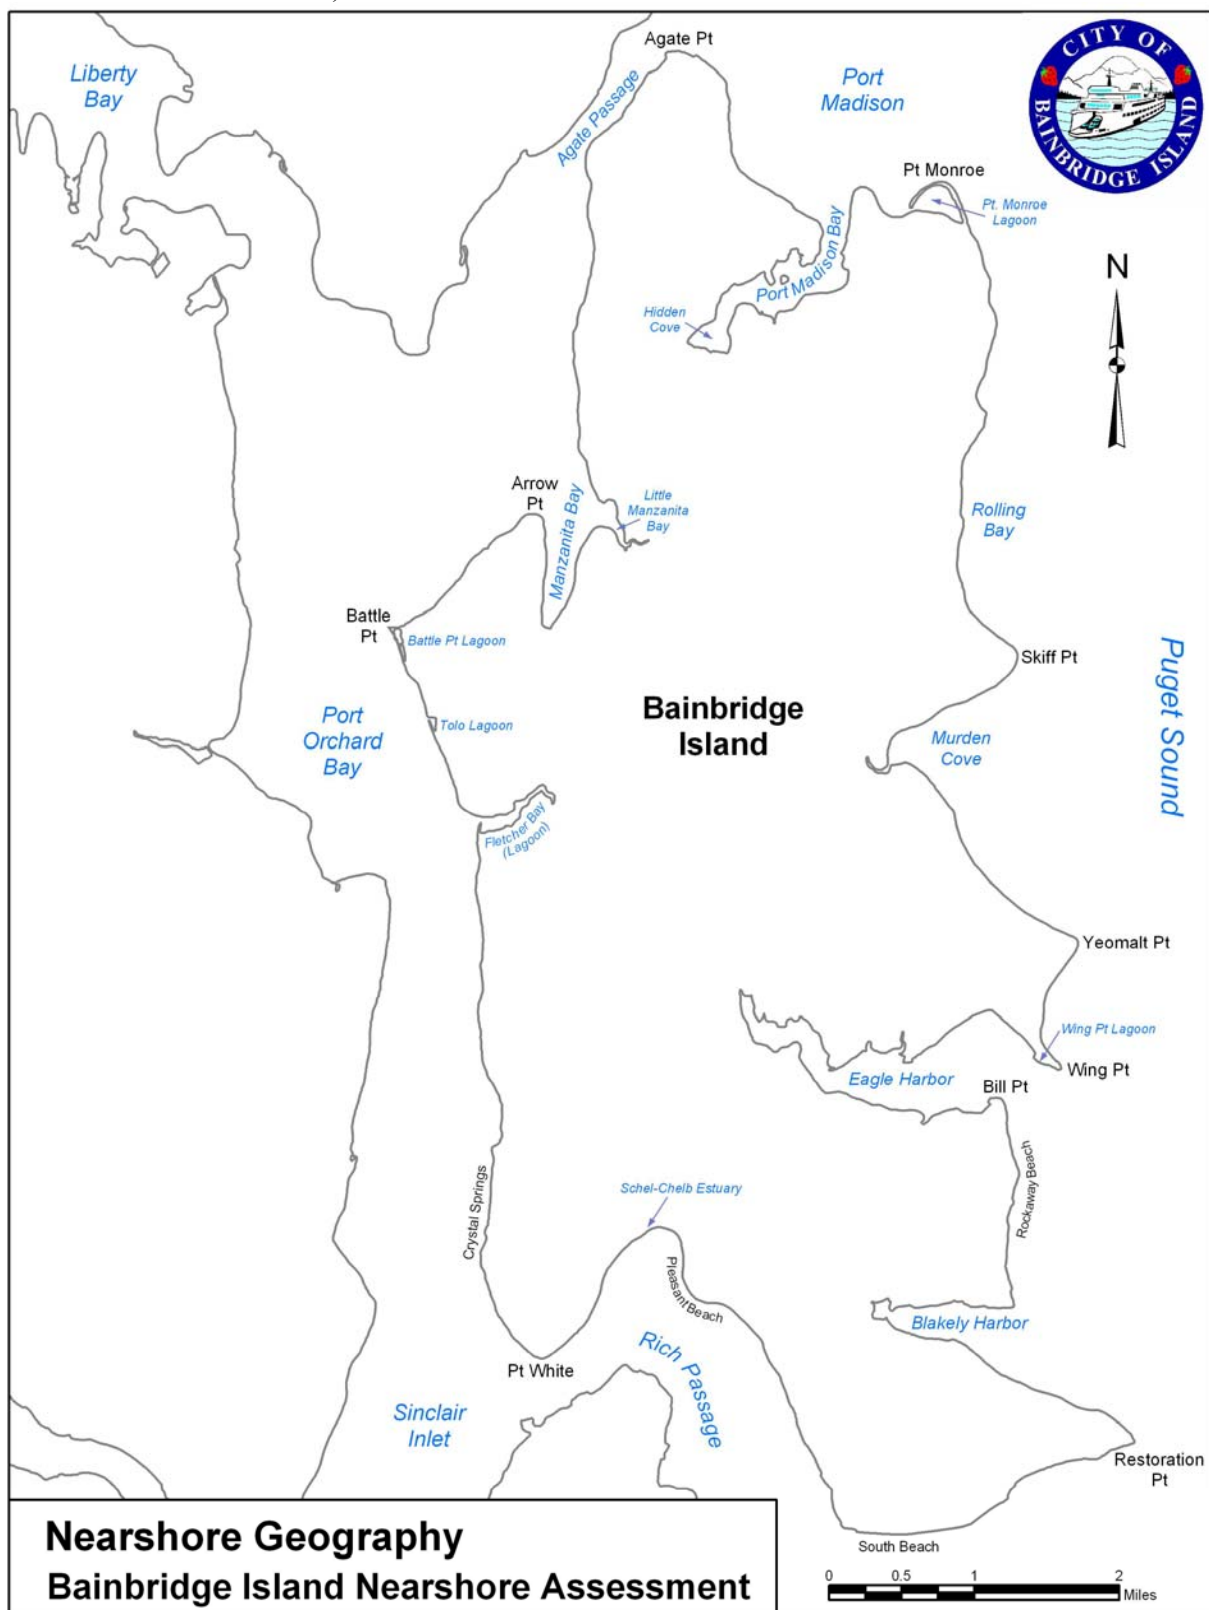 Agate Pt
CITY OF
BAINBRIDGE ISLAND
Liberty
Bay
Port
Madison
Agate Passage
Pt Monroe
Pt. Monroe
Lagoon
Port Madison Bay
N
Hidden
Cove
Arrow
Pt
Manzanita Bay
Little
Manzanita
Bay
Rolling
Bay
Battle
Pt
Battle Pt Lagoon
Skiff Pt
Puget Sound
Bainbridge
Island
Port
Orchard
Bay
Tolo Lagoon
Murden
Cove
Fletcher Bay
(Lagoon)
Yeomalt Pt
Wing Pt Lagoon
Wing Pt
Eagle Harbor
Bill Pt
Rockaway Beach
Schel-Chelb Estuary
Crystal Springs
Pleasant Beach
Blakely Harbor
Rich Passage
Pt White
Sinclair
Inlet
Restoration
Pt
South Beach
Nearshore Geography
Bainbridge Island Nearshore Assessment
0 0.5 1 2
Miles